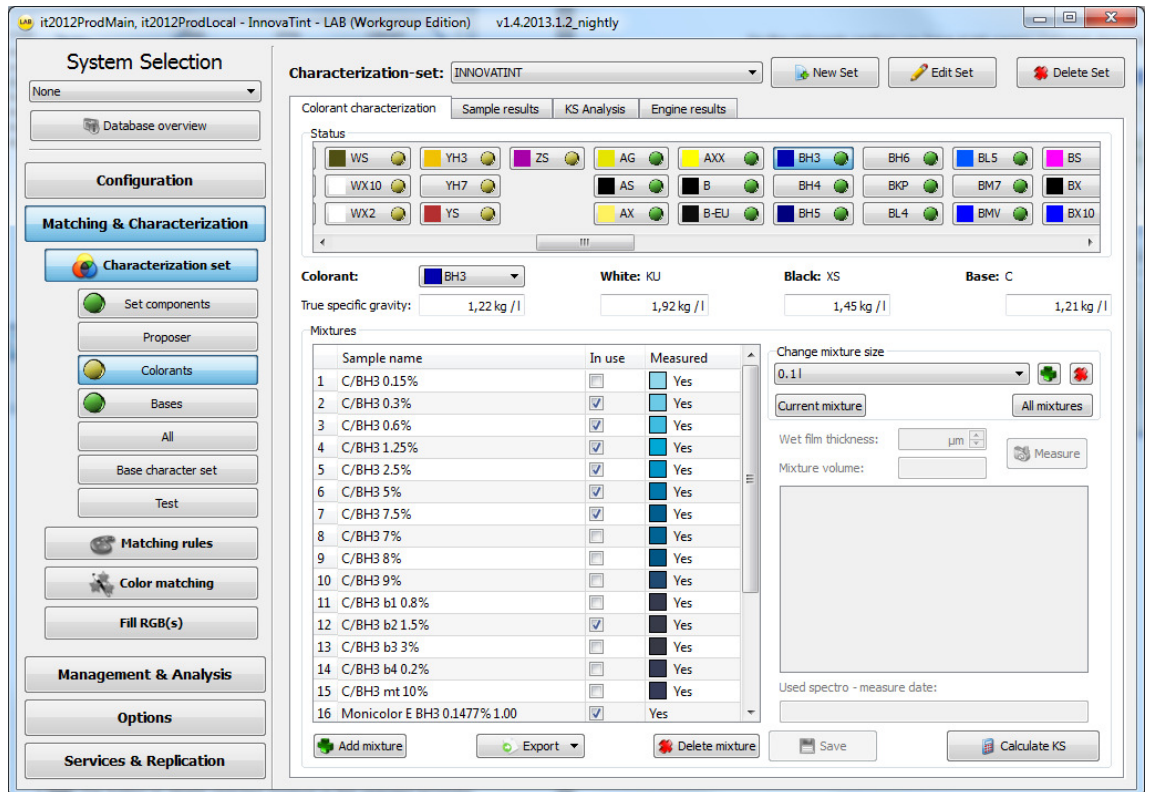 LAB it2012ProdMain, it2012ProdLocal - InnovaTint - LAB (Workgroup Edition) v1.4.2013.1.2_nightly
System Selection
None
Database overview
Configuration
Matching & Characterization
Characterization set
Set components
Proposer
Colorants
Bases
All
Base character set
Test
Matching rules
Color matching
Fill RGB(s)
Management & Analysis
Options
Services & Replication
Characterization-set: INNOVATINT New Set Edit Set Delete Set
Colorant characterization Sample results KS Analysis Engine results
Status
WS YH3 ZS AG AXX BH3 BH6 BL5 BS
WX10 YH7 AS B BH4 BKP BM7 BX
WX2 YS AX B-EU BH5 BL4 BMV BX10
Colorant: BH3 White: KU Black: XS Base: C
True specific gravity: 1,22 kg /l 1,92 kg /l 1,45 kg /l 1,21 kg /l
Mixtures
Sample name In use Measured
1 C/BH3 0.15% Yes
2 C/BH3 0.3% Yes
3 C/BH3 0.6% Yes
4 C/BH3 1.25% Yes
5 C/BH3 2.5% Yes
6 C/BH3 5% Yes
7 C/BH3 7.5% Yes
8 C/BH3 7% Yes
9 C/BH3 8% Yes
10 C/BH3 9% Yes
11 C/BH3 b1 0.8% Yes
12 C/BH3 b2 1.5% Yes
13 C/BH3 b3 3% Yes
14 C/BH3 b4 0.2% Yes
15 C/BH3 mt 10% Yes
16 Monicolor E BH3 0.1477% 1.00 Yes
Change mixture size
0.1 l
Current mixture All mixtures
Wet film thickness: µm
Measure
Mixture volume:
Used spectro - measure date:
Add mixture Export Delete mixture Save Calculate KS